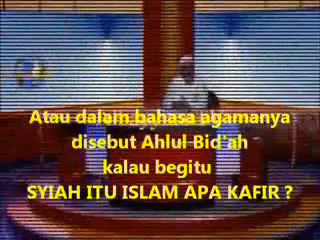 Atau dalam bahasa agamanya
disebut Ahlul Bid'ah
kalau begitu
SYIAH ITU ISLAM APA KAFIR ?